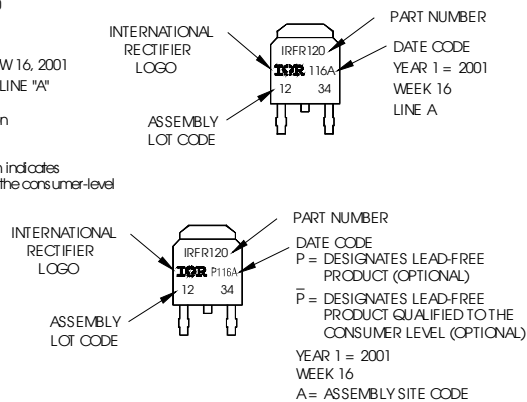 W 16, 2001
LINE "A"
n
n indicates
the consumer-level
INTERNATIONAL
RECTIFIER
LOGO
ASSEMBLY
LOT CODE
IRFR120
IOR 116A
12 34
PART NUMBER
DATE CODE
YEAR 1 = 2001
WEEK 16
LINE A
INTERNATIONAL
RECTIFIER
LOGO
ASSEMBLY
LOT CODE
IRFR120
IOR P116A
12 34
PART NUMBER
DATE CODE
P = DESIGNATES LEAD-FREE
PRODUCT (OPTIONAL)
P̅ = DESIGNATES LEAD-FREE
PRODUCT QUALIFIED TO THE
CONSUMER LEVEL (OPTIONAL)
YEAR 1 = 2001
WEEK 16
A = ASSEMBLY SITE CODE